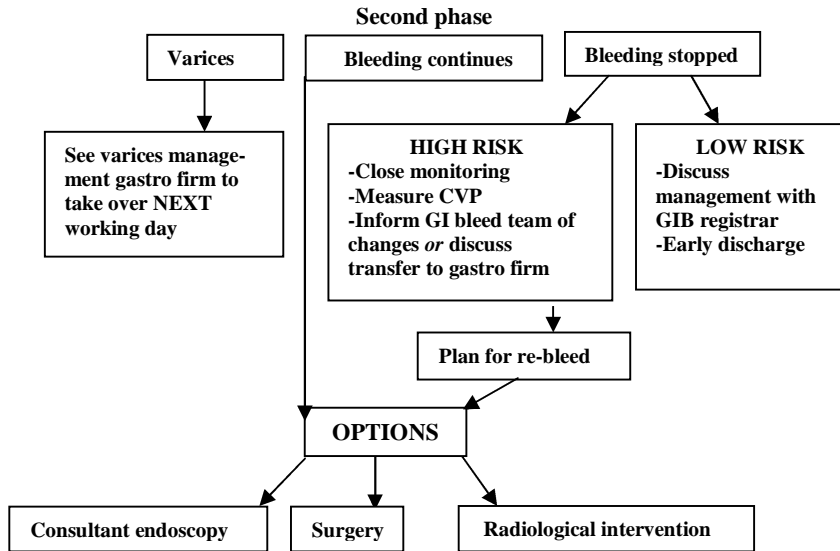 Second phase
Varices
Bleeding continues
Bleeding stopped
See varices manage-
ment gastro firm to
take over NEXT
working day
HIGH RISK
-Close monitoring
-Measure CVP
-Inform GI bleed team of
changes or discuss
transfer to gastro firm
LOW RISK
-Discuss
management with
GIB registrar
-Early discharge
Plan for re-bleed
OPTIONS
Consultant endoscopy
Surgery
Radiological intervention